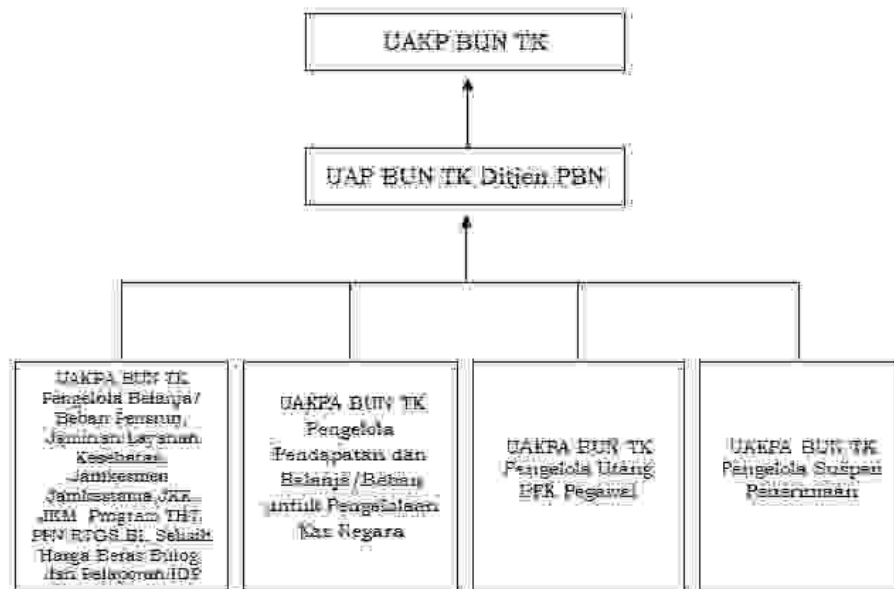 UAKP BUN TK
UAP BUN TK Ditjen PBN
UAKPA BUN TK
Pengelola Belanja/
Beban Pensiun,
Jaminan Layanan
Kesehatan
Jamkesmen
Jamkestama JKK
JKM Program THT
PPN RTGS BI, Selisih
Harga Beras Bulog
dan Pelaporan
UAKPA BUN TK
Pengelola
Pendapatan dan
Belanja/Beban
untuk Pengelolaan
Kas Negara
UAKPA BUN TK
Pengelola Utang
PFK Pegawai
UAKPA BUN TK
Pengelola Suspen
Penerimaan